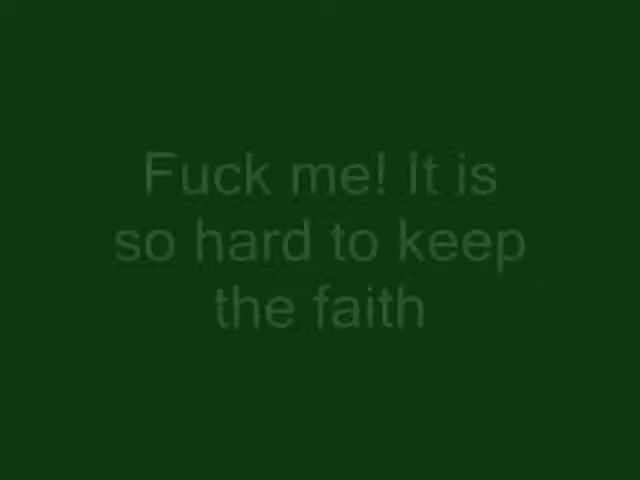 Fuck me! It is
so hard to keep
the faith